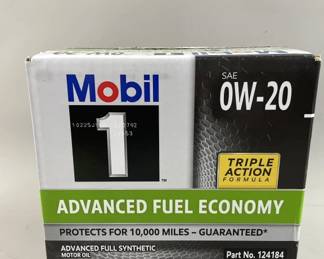 Mobil
1
TM
SAE
0W-20
TRIPLE
ACTION
FORMULA
ADVANCED FUEL ECONOMY
PROTECTS FOR 10,000 MILES – GUARANTEED*
ADVANCED FULL SYNTHETIC
MOTOR OIL
Part No. 124184